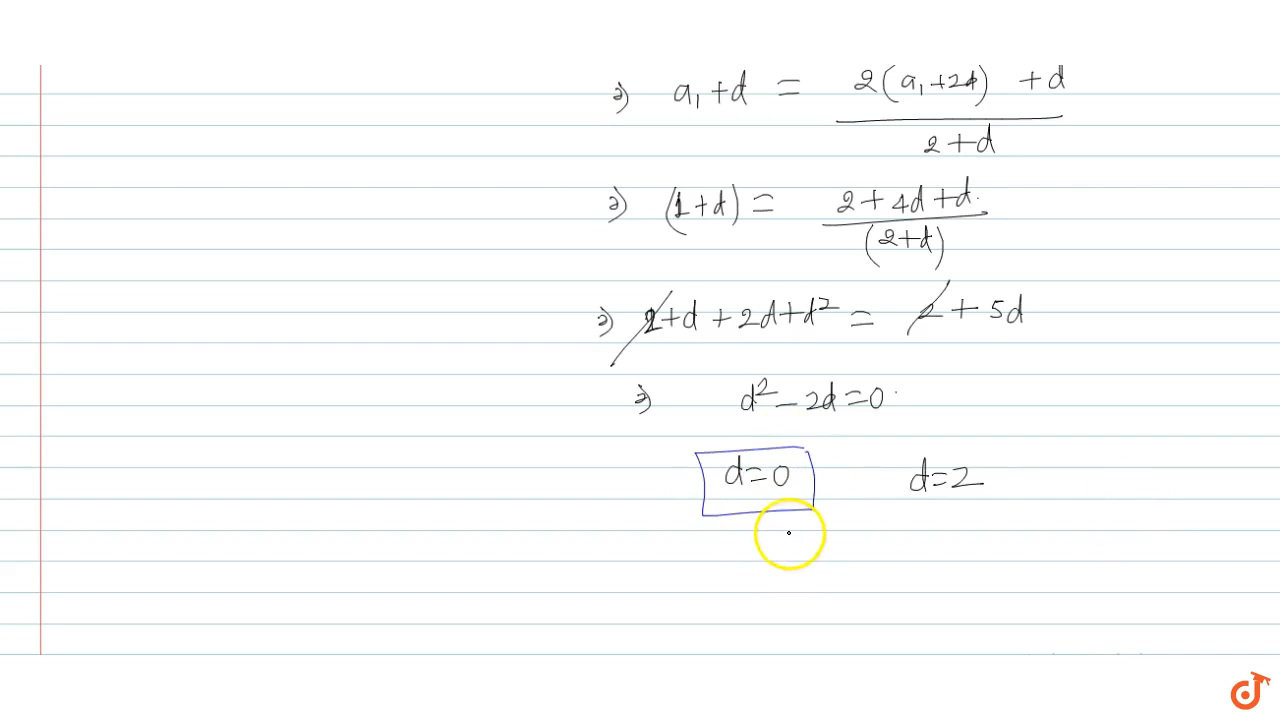 ⇒) a₁ + d = (2(a₁ + 2d) + d) / (2 + d)
⇒) (1 + d) = (2 + 4d + d) / (2 + d)
⇒) 2 + d + 2d + d² = 2 + 5d
⇒) d² – 2d = 0
d = 0 d = 2